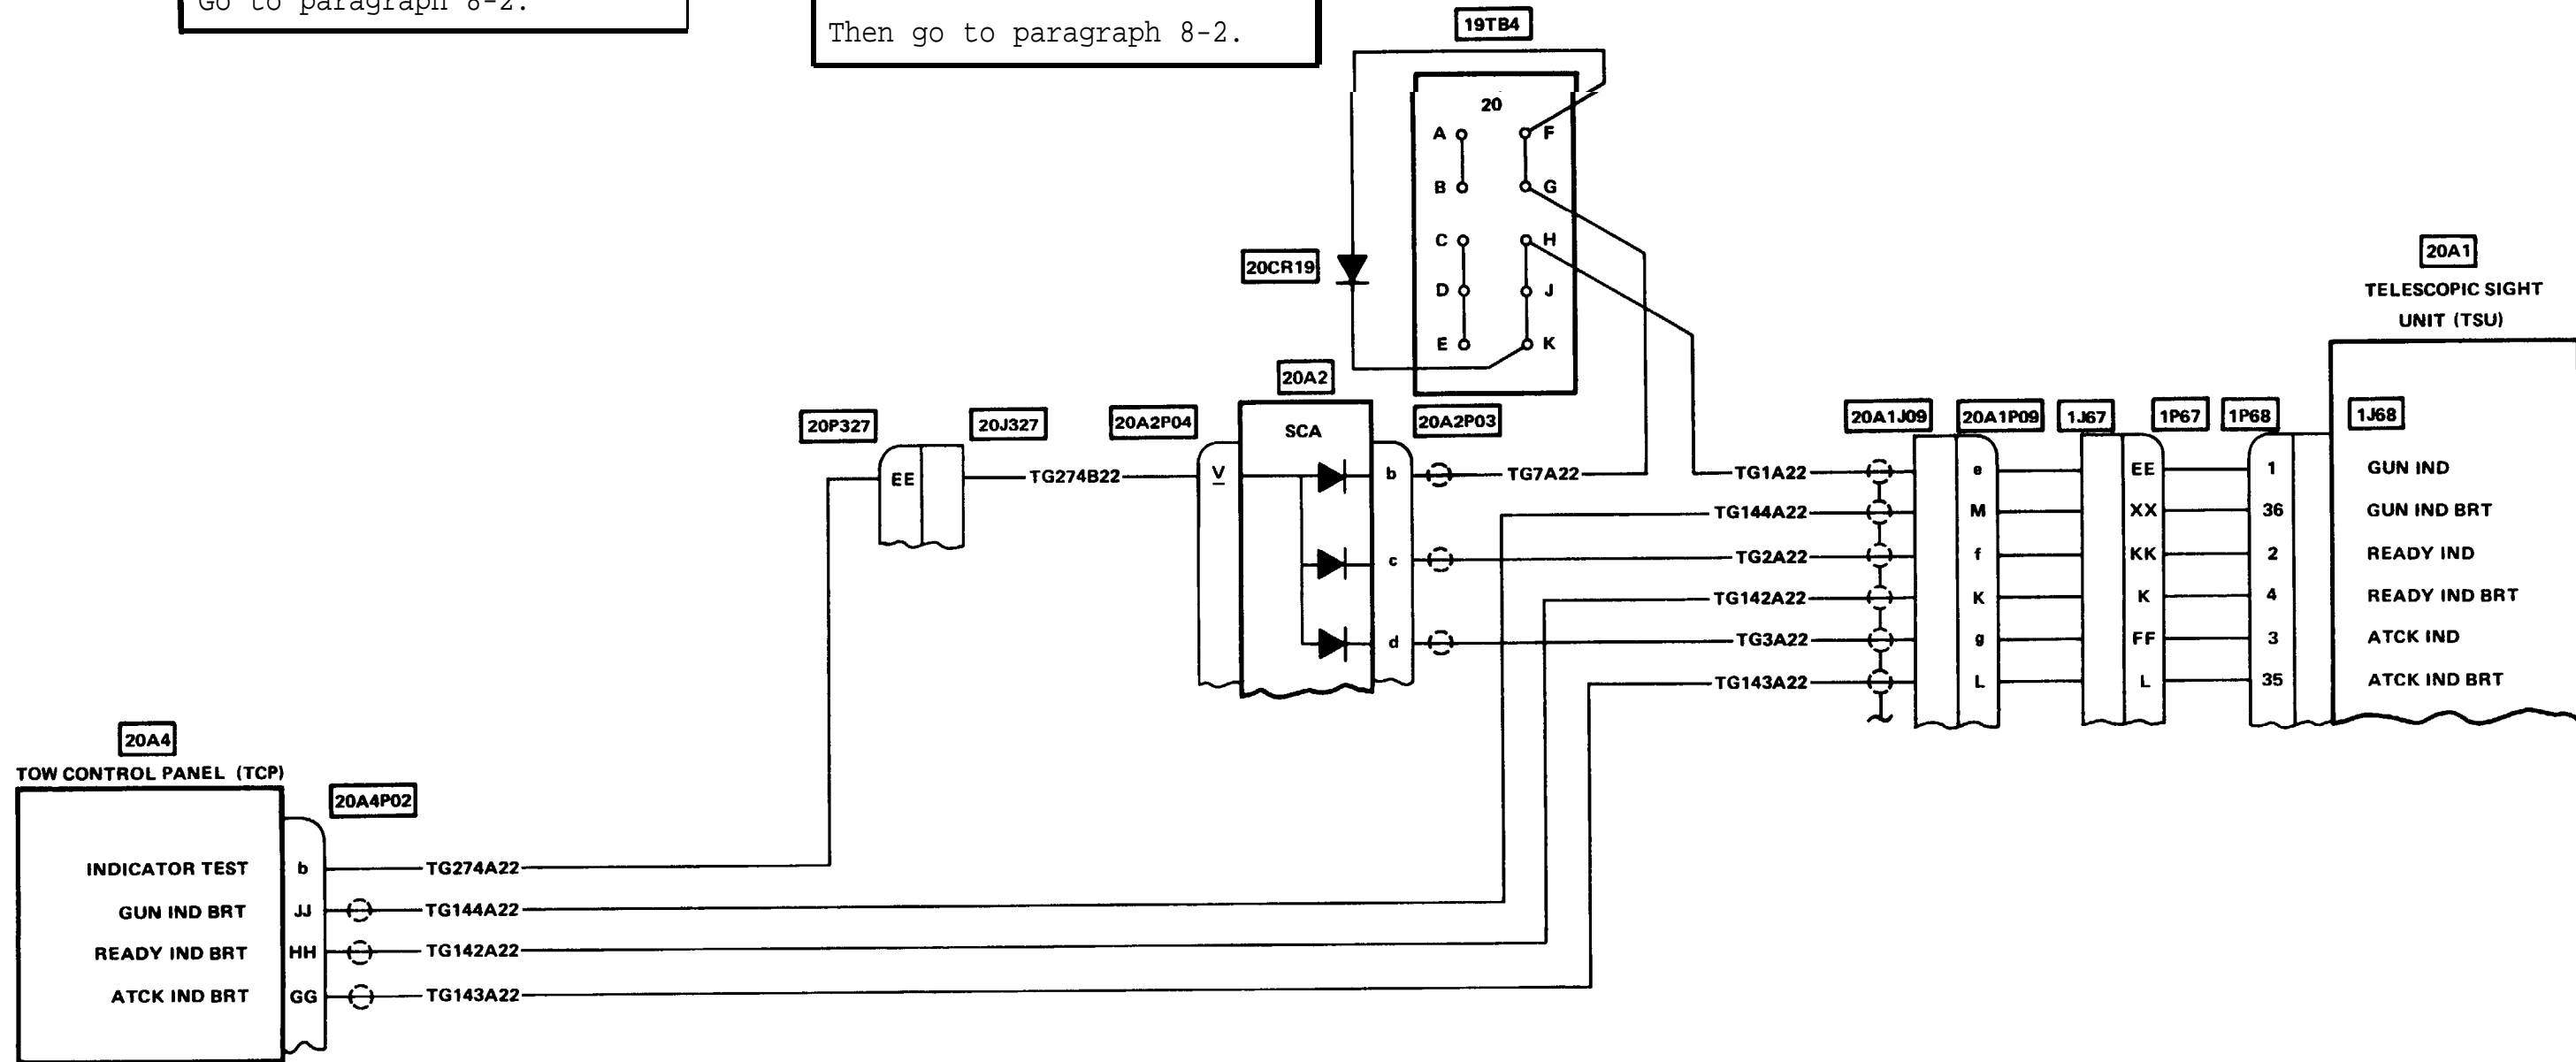 Go to paragraph 8-2.
Then go to paragraph 8-2.
19TB4
20
A F
B G
C H
D J
E K
20CR19
20A1
TELESCOPIC SIGHT
UNIT (TSU)
20A2
20P327 20J327 20A2P04 SCA 20A2P03 20A1J09 20A1P09 1J67 1P67 1P68 1J68
EE TG274B22 V b TG7A22 TG1A22 e EE 1 GUN IND
TG144A22 M XX 36 GUN IND BRT
c TG2A22 f KK 2 READY IND
TG142A22 K K 4 READY IND BRT
d TG3A22 g FF 3 ATCK IND
TG143A22 L L 35 ATCK IND BRT
20A4
TOW CONTROL PANEL (TCP)
20A4P02
INDICATOR TEST b TG274A22
GUN IND BRT JJ TG144A22
READY IND BRT HH TG142A22
ATCK IND BRT GG TG143A22